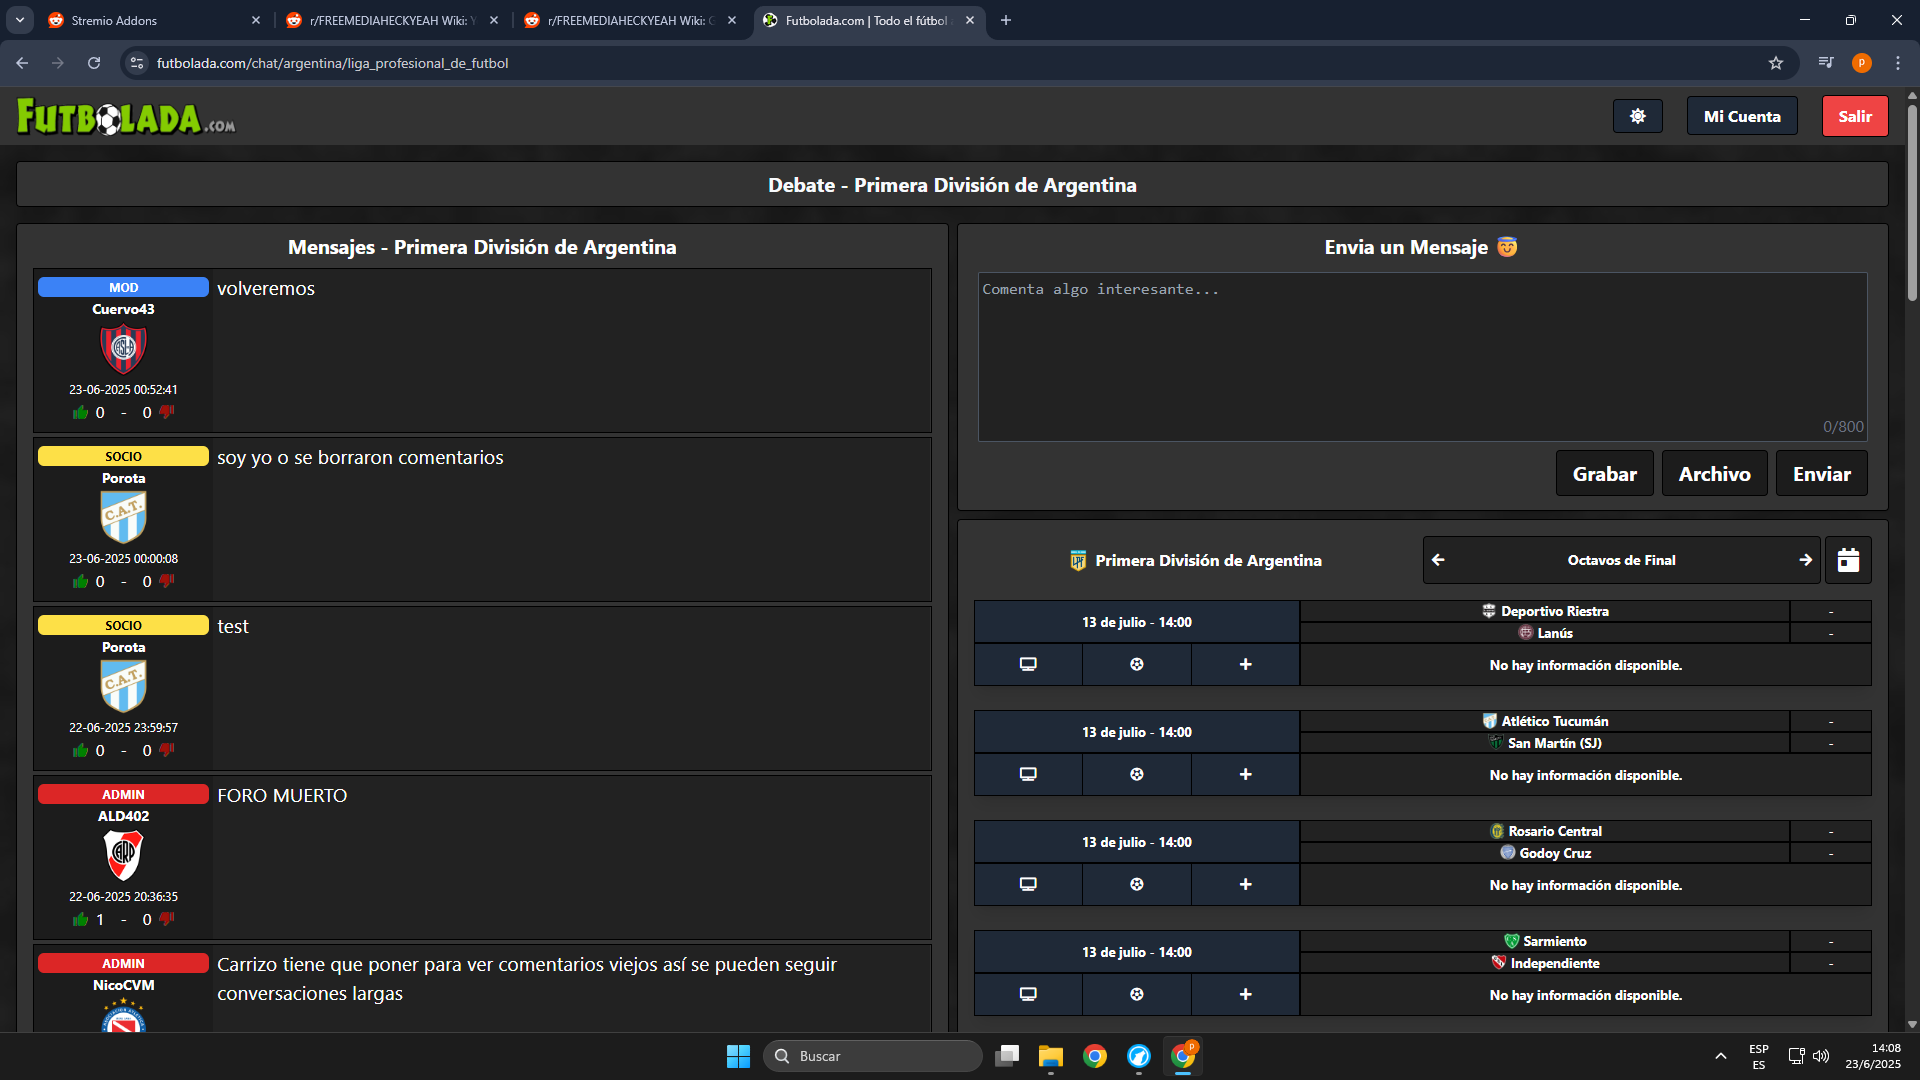 Stremio Addons
r/FREEMEDIAHECKYEAH Wiki:
r/FREEMEDIAHECKYEAH Wiki:
Futbolada.com | Todo el fútbol
futbolada.com/chat/argentina/liga_profesional_de_futbol
P
FUTBOLADA.COM
Mi Cuenta
Salir
Debate - Primera División de Argentina
Mensajes - Primera División de Argentina
MOD
Cuervo43
volveremos
23-06-2025 00:52:41
0 - 0
SOCIO
Porota
soy yo o se borraron comentarios
C.A.T.
23-06-2025 00:00:08
0 - 0
SOCIO
Porota
test
C.A.T.
22-06-2025 23:59:57
0 - 0
ADMIN
ALD402
FORO MUERTO
CARP
22-06-2025 20:36:35
1 - 0
ADMIN
NicoCVM
Carrizo tiene que poner para ver comentarios viejos así se pueden seguir
conversaciones largas
Envia un Mensaje
Comenta algo interesante...
0/800
Grabar
Archivo
Enviar
Primera División de Argentina
Octavos de Final
13 de julio - 14:00
Deportivo Riestra -
Lanús -
No hay información disponible.
13 de julio - 14:00
Atlético Tucumán -
San Martín (SJ) -
No hay información disponible.
13 de julio - 14:00
Rosario Central -
Godoy Cruz -
No hay información disponible.
13 de julio - 14:00
Sarmiento -
Independiente -
No hay información disponible.
Buscar
P
ESP
ES
14:08
23/6/2025